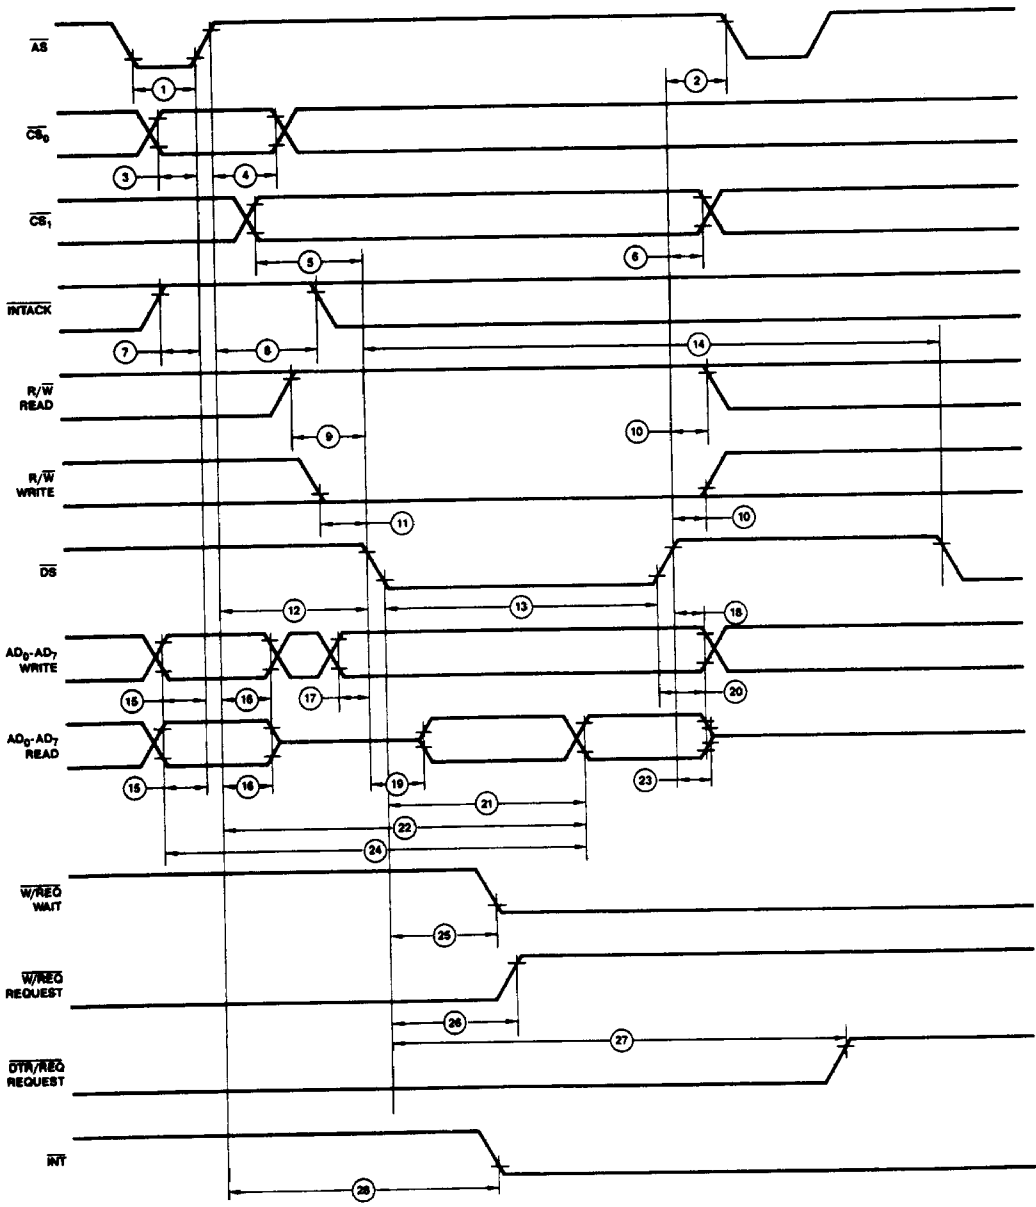 AS
1
2
CS0
3
4
CS1
5
6
INTACK
7
8
14
R/W
READ
9
10
R/W
WRITE
11
10
DS
12
13
18
AD0-AD7
WRITE
15
16
17
20
AD0-AD7
READ
15
16
19
23
21
22
24
W/REQ
WAIT
25
W/REQ
REQUEST
26
27
DTR/REQ
REQUEST
INT
28